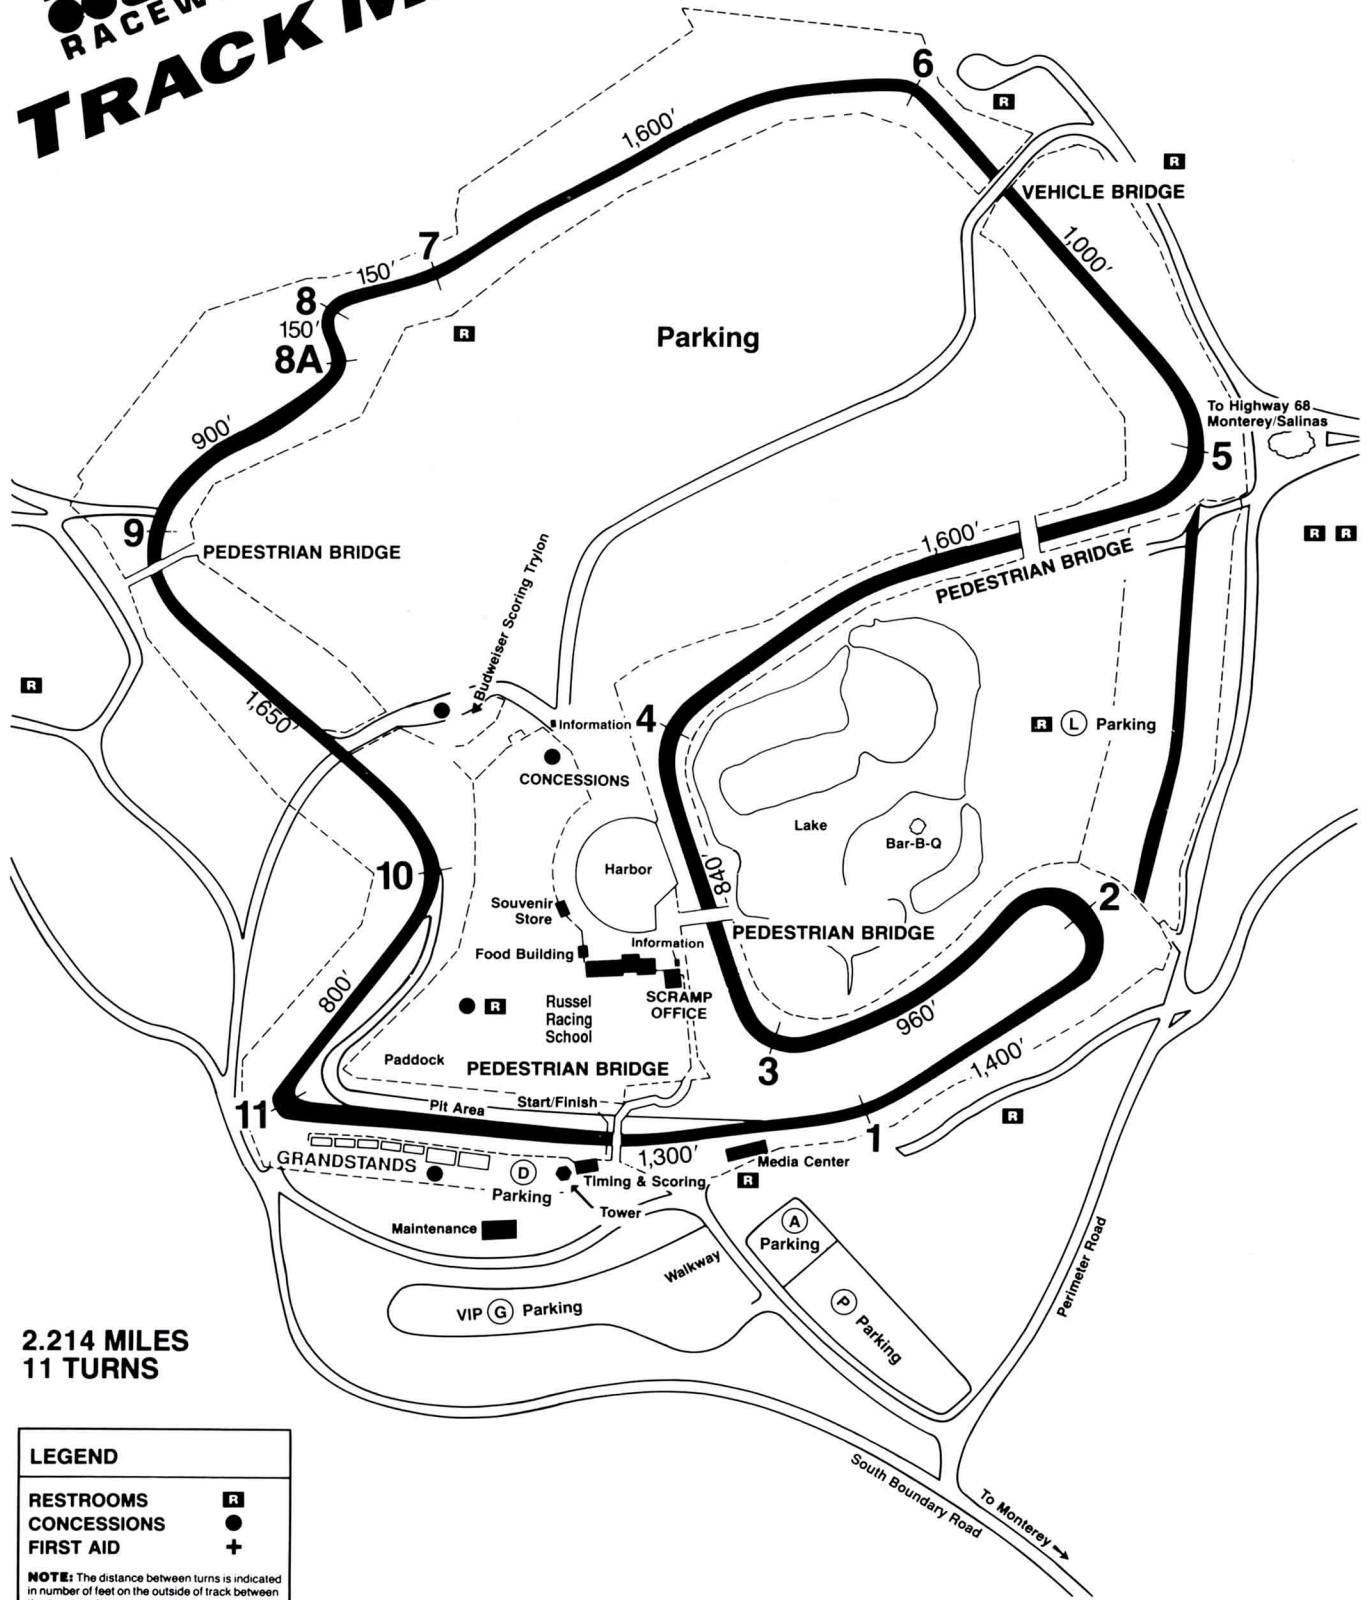 RACEW
TRACK M
6
R
1,600'
R
VEHICLE BRIDGE
7
1,000'
150'
8
150'
R
Parking
8A
To Highway 68
Monterey/Salinas
900'
5
9
1,600'
R R
PEDESTRIAN BRIDGE
PEDESTRIAN BRIDGE
Budweiser Scoring Trylon
R
1,650'
Information
4
R L Parking
CONCESSIONS
Lake
Bar-B-Q
840'
Harbor
10
2
Souvenir
Store
PEDESTRIAN BRIDGE
Information
Food Building
800'
SCRAMP
OFFICE
R
Russel
Racing
School
960'
Paddock
PEDESTRIAN BRIDGE
3
1,400'
11
Pit Area
Start/Finish
R
1
1,300'
GRANDSTANDS
D
Parking
Media Center
Timing & Scoring
R
Tower
Maintenance
A
Parking
Walkway
Perimeter Road
VIP G Parking
P
Parking
2.214 MILES
11 TURNS
South Boundary Road
To Monterey
LEGEND
RESTROOMS R
CONCESSIONS
FIRST AID
NOTE: The distance between turns is indicated
in number of feet on the outside of track between